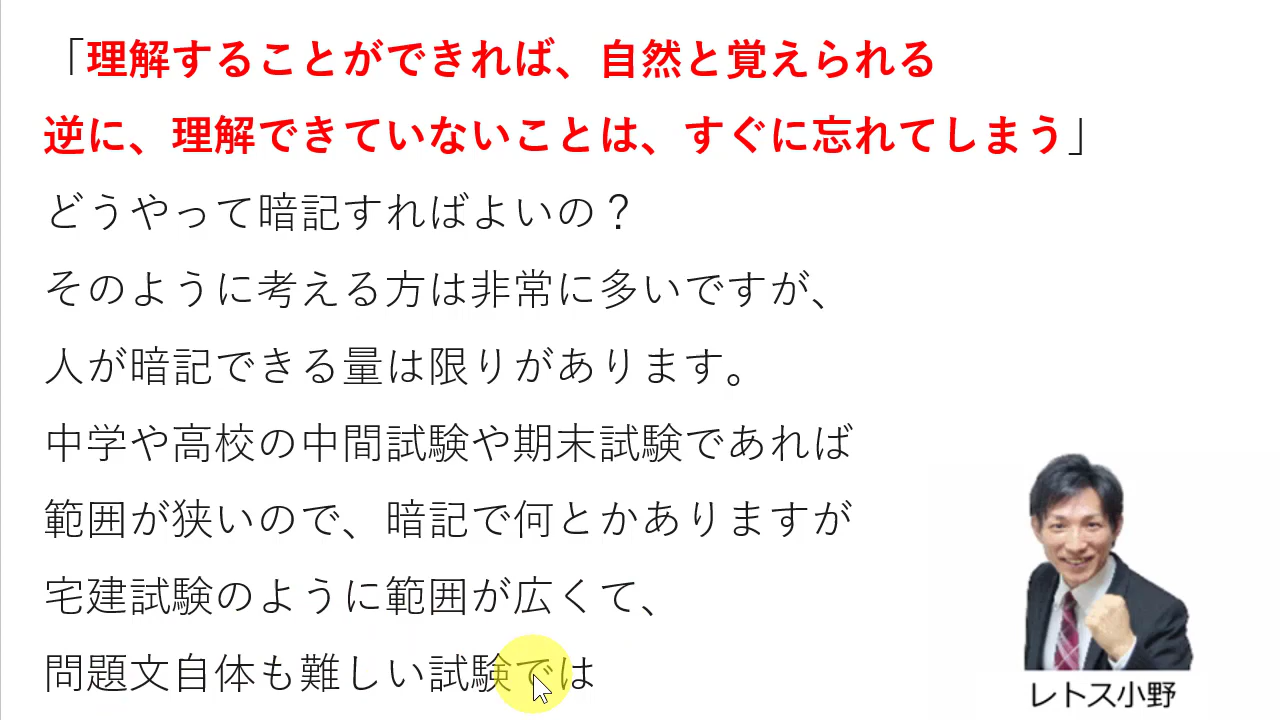 「理解することができれば、自然と覚えられる
逆に、理解できていないことは、すぐに忘れてしまう」
どうやって暗記すればよいの？
そのように考える方は非常に多いですが、
人が暗記できる量は限りがあります。
中学や高校の中間試験や期末試験であれば
範囲が狭いので、暗記で何とかありますが
宅建試験のように範囲が広くて、
問題文自体も難しい試験では
レトス小野